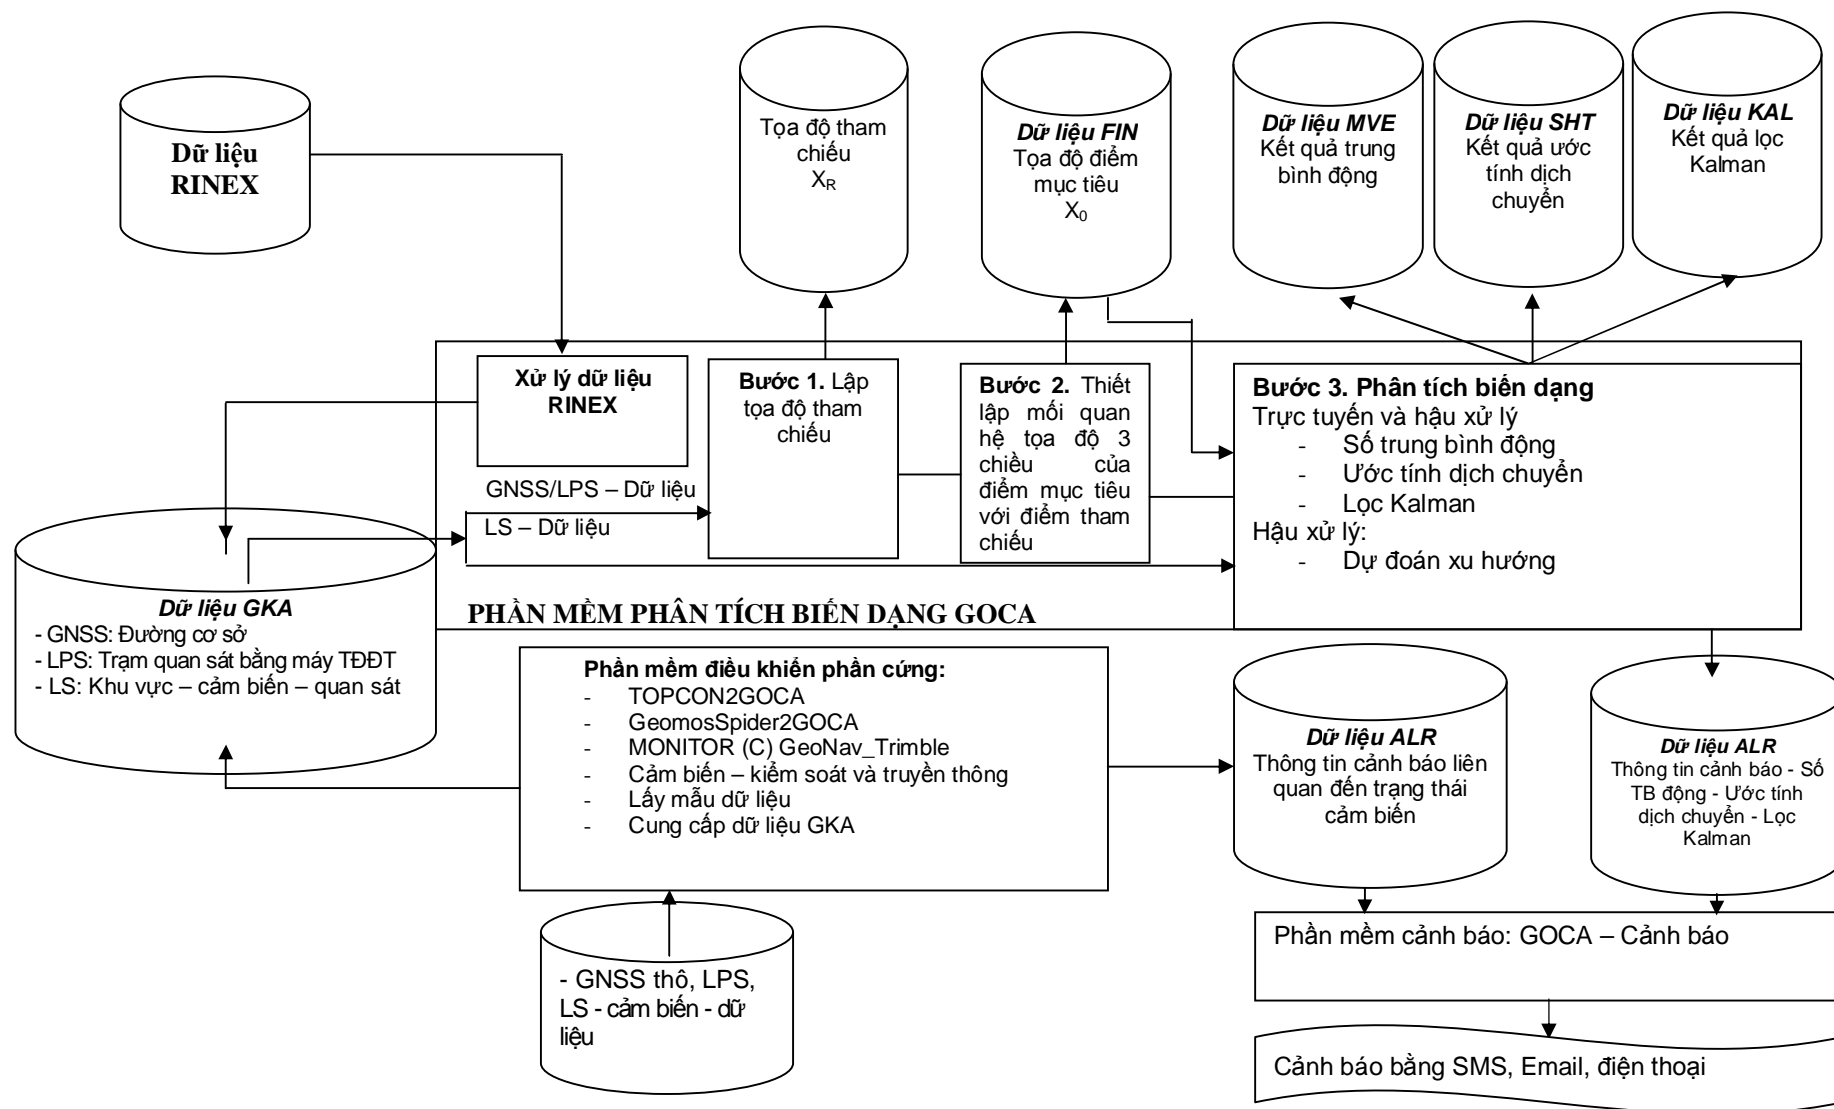 Dữ liệu
RINEX
Tọa độ tham
chiếu
X_R
Dữ liệu FIN
Tọa độ điểm
mục tiêu
X_0
Dữ liệu MVE
Kết quả trung
bình động
Dữ liệu SHT
Kết quả ước
tính dịch
chuyển
Dữ liệu KAL
Kết quả lọc
Kalman
Xử lý dữ liệu
RINEX
Bước 1. Lập
tọa độ tham
chiếu
Bước 2. Thiết
lập mối quan
hệ tọa độ 3
chiều của
điểm mục tiêu
với điểm tham
chiếu
Bước 3. Phân tích biến dạng
Trực tuyến và hậu xử lý
- Số trung bình động
- Ước tính dịch chuyển
- Lọc Kalman
Hậu xử lý:
- Dự đoán xu hướng
GNSS/LPS – Dữ liệu
LS – Dữ liệu
PHẦN MỀM PHÂN TÍCH BIẾN DẠNG GOCA
Dữ liệu GKA
- GNSS: Đường cơ sở
- LPS: Trạm quan sát bằng máy TĐĐT
- LS: Khu vực – cảm biến – quan sát
Phần mềm điều khiển phần cứng:
- TOPCON2GOCA
- GeomosSpider2GOCA
- MONITOR (C) GeoNav_Trimble
- Cảm biến – kiểm soát và truyền thông
- Lấy mẫu dữ liệu
- Cung cấp dữ liệu GKA
Dữ liệu ALR
Thông tin cảnh báo liên
quan đến trạng thái
cảm biến
Dữ liệu ALR
Thông tin cảnh báo - Số
TB động - Ước tính
dịch chuyển - Lọc
Kalman
- GNSS thô, LPS,
LS - cảm biến - dữ
liệu
Phần mềm cảnh báo: GOCA – Cảnh báo
Cảnh báo bằng SMS, Email, điện thoại